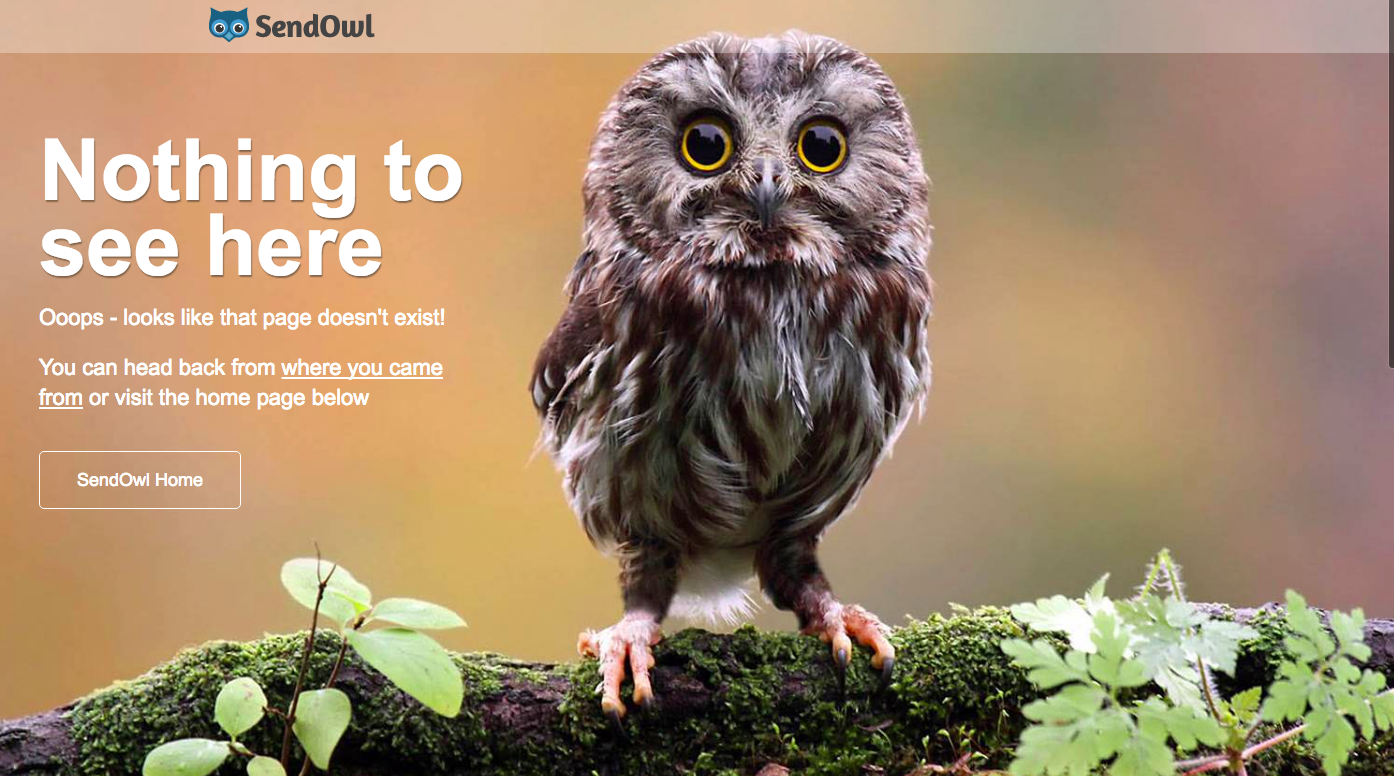 SendOwl
Nothing to
see here
Ooops - looks like that page doesn't exist!
You can head back from where you came
from or visit the home page below
SendOwl Home